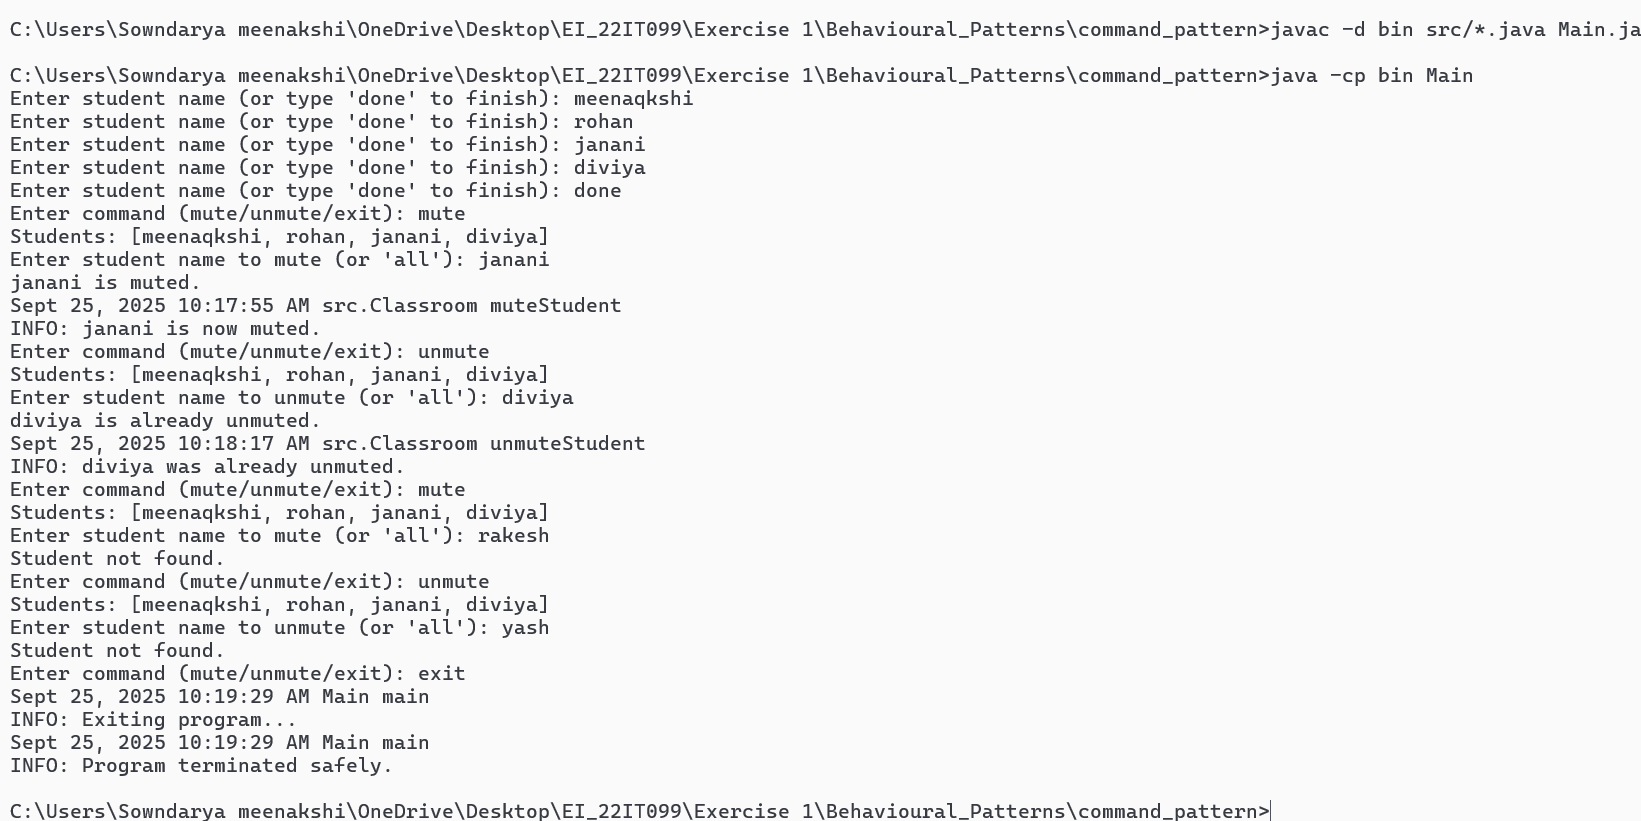 C:\Users\Sowndarya meenakshi\OneDrive\Desktop\EI_22IT099\Exercise 1\Behavioural_Patterns\command_pattern>javac -d bin src/*.java Main.ja
C:\Users\Sowndarya meenakshi\OneDrive\Desktop\EI_22IT099\Exercise 1\Behavioural_Patterns\command_pattern>java -cp bin Main
Enter student name (or type 'done' to finish): meenaqkshi
Enter student name (or type 'done' to finish): rohan
Enter student name (or type 'done' to finish): janani
Enter student name (or type 'done' to finish): diviya
Enter student name (or type 'done' to finish): done
Enter command (mute/unmute/exit): mute
Students: [meenaqkshi, rohan, janani, diviya]
Enter student name to mute (or 'all'): janani
janani is muted.
Sept 25, 2025 10:17:55 AM src.Classroom muteStudent
INFO: janani is now muted.
Enter command (mute/unmute/exit): unmute
Students: [meenaqkshi, rohan, janani, diviya]
Enter student name to unmute (or 'all'): diviya
diviya is already unmuted.
Sept 25, 2025 10:18:17 AM src.Classroom unmuteStudent
INFO: diviya was already unmuted.
Enter command (mute/unmute/exit): mute
Students: [meenaqkshi, rohan, janani, diviya]
Enter student name to mute (or 'all'): rakesh
Student not found.
Enter command (mute/unmute/exit): unmute
Students: [meenaqkshi, rohan, janani, diviya]
Enter student name to unmute (or 'all'): yash
Student not found.
Enter command (mute/unmute/exit): exit
Sept 25, 2025 10:19:29 AM Main main
INFO: Exiting program...
Sept 25, 2025 10:19:29 AM Main main
INFO: Program terminated safely.
C:\Users\Sowndarya meenakshi\OneDrive\Desktop\EI_22IT099\Exercise 1\Behavioural_Patterns\command_pattern>